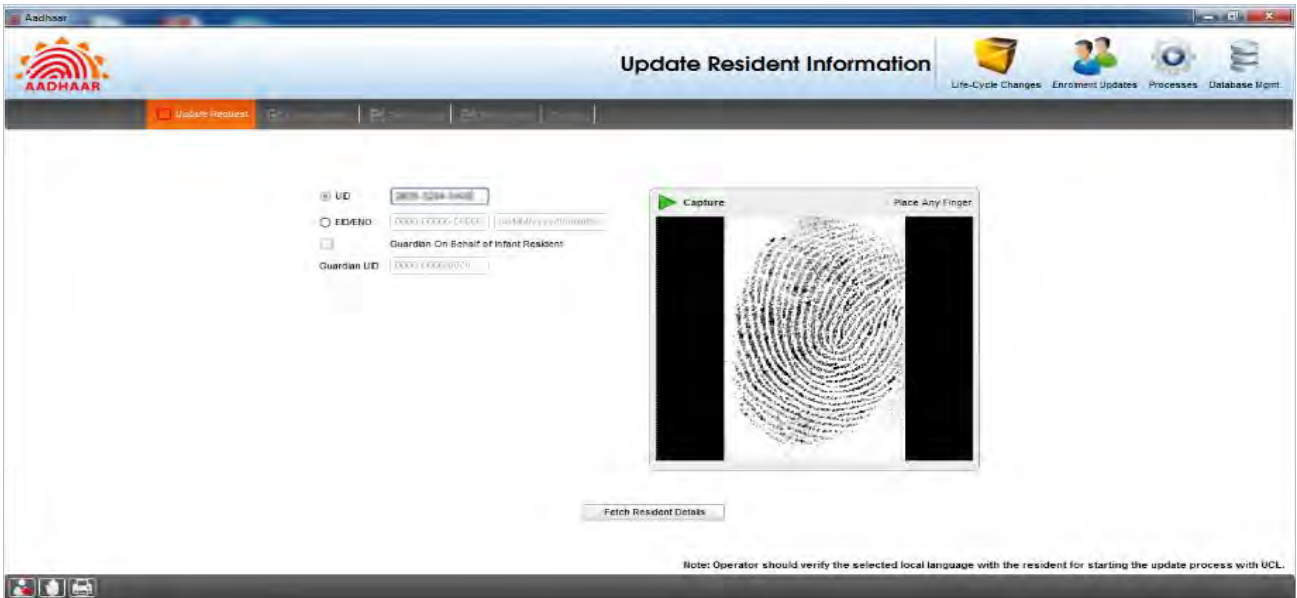 Aadhaar
AADHAAR
Update Resident Information
Life-Cycle Changes
Enrolment Updates
Processes
Database Mgmt
Update Request
UID
EID/ENO
Guardian On Behalf of Infant Resident
Guardian UID
Capture
Place Any Finger
Fetch Resident Details
Note: Operator should verify the selected local language with the resident for starting the update process with UCL.